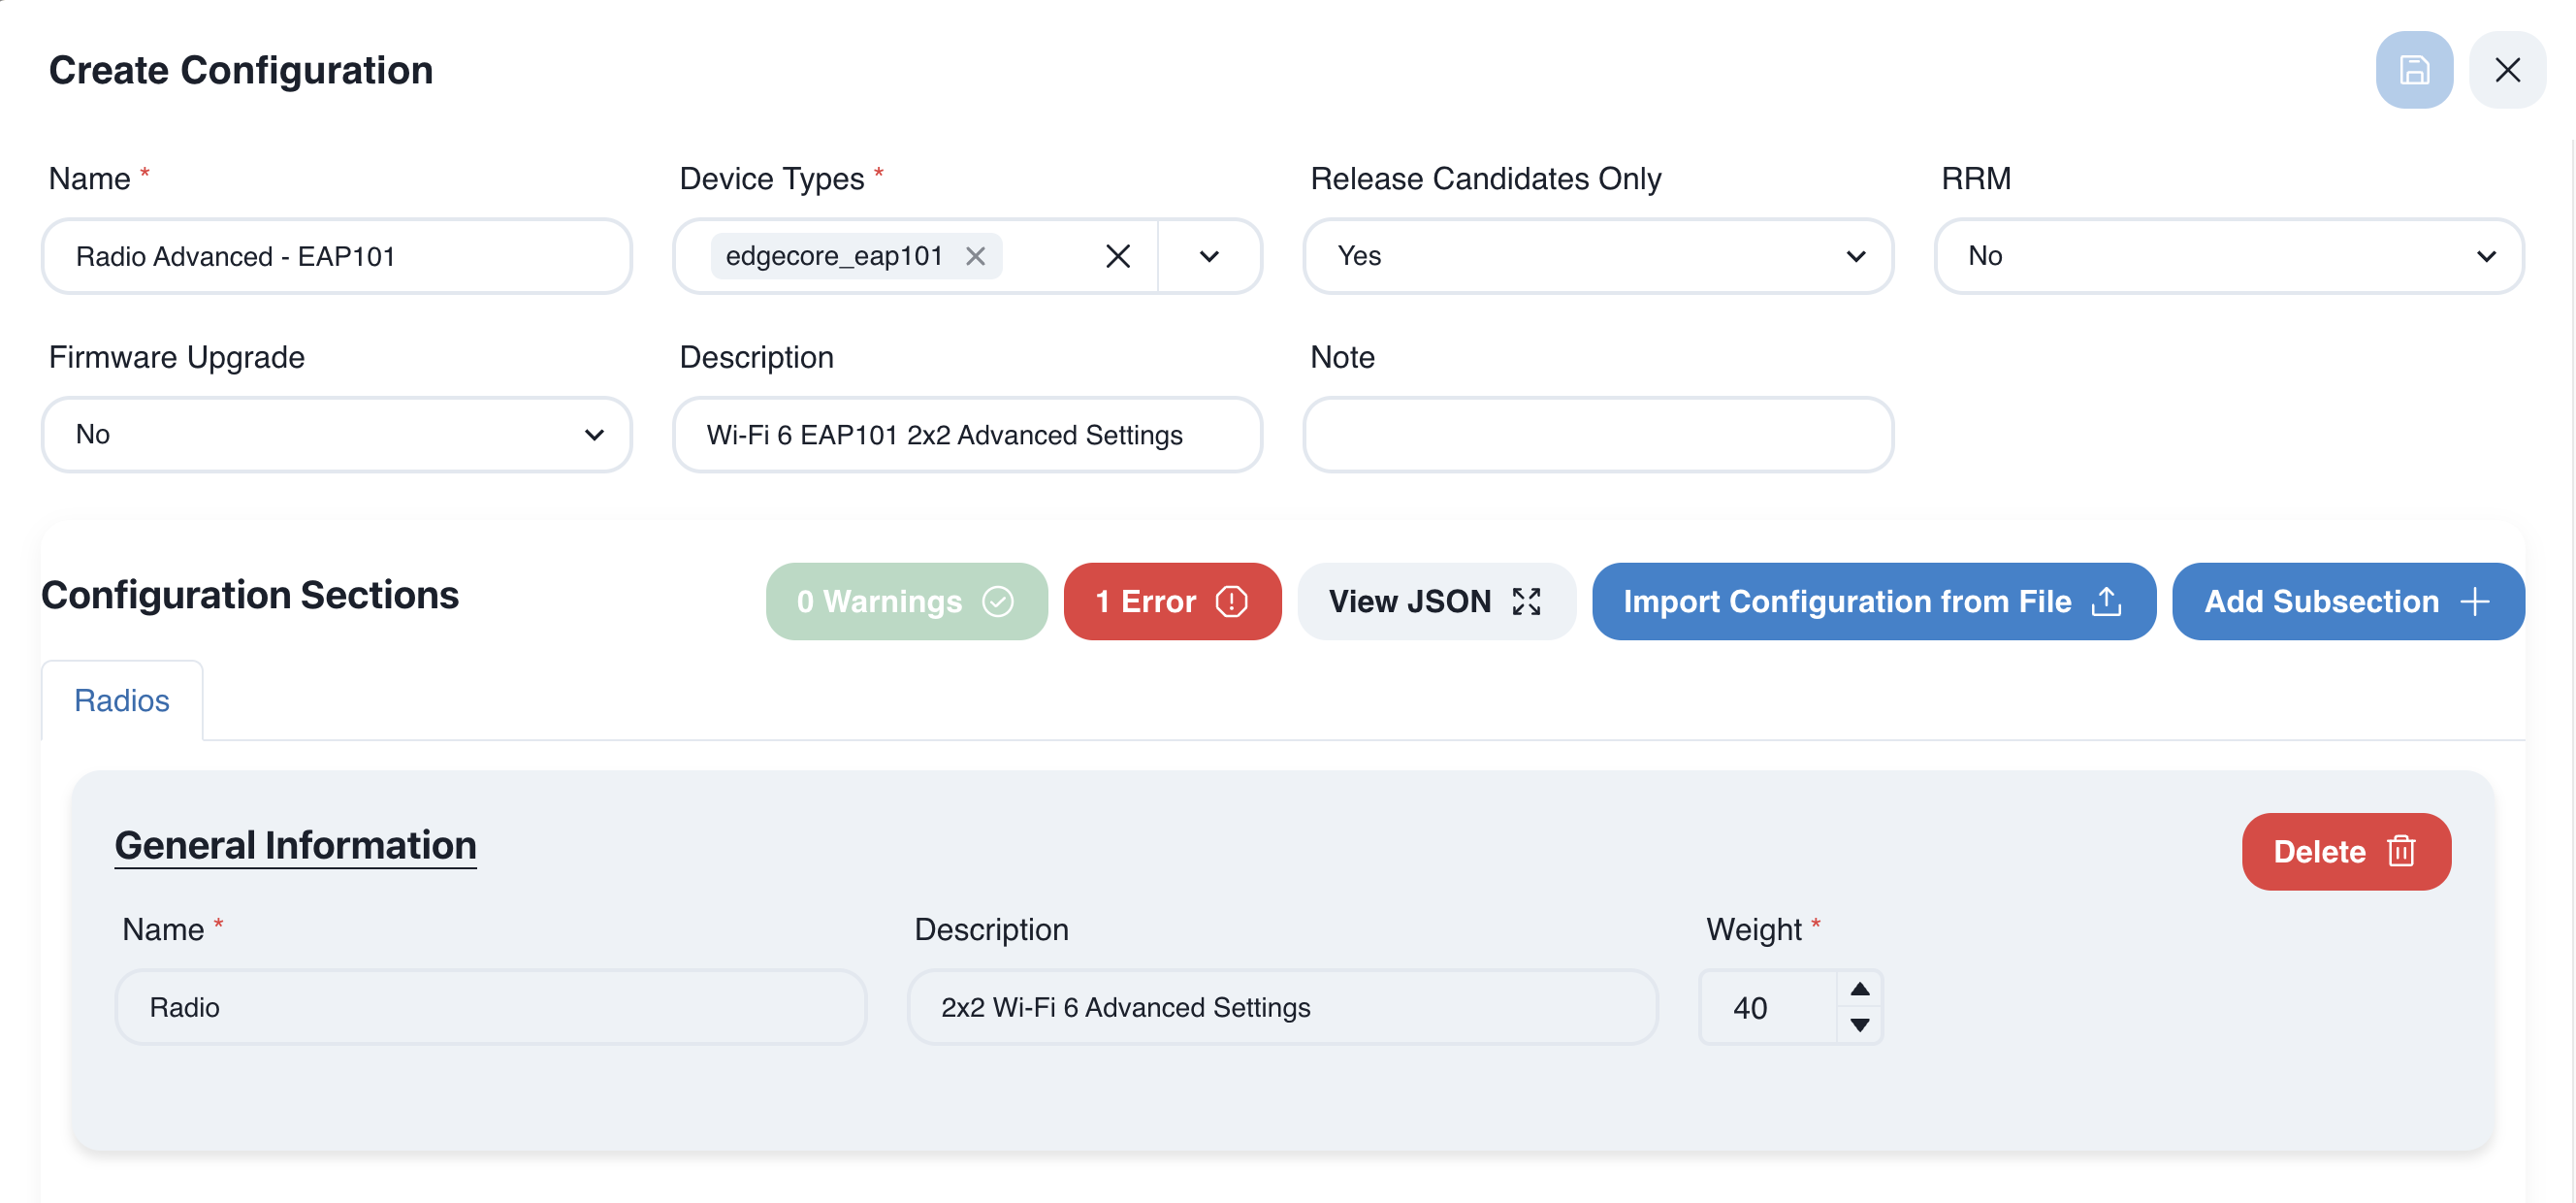 Create Configuration
Name *
Device Types *
Release Candidates Only
RRM
Radio Advanced - EAP101
edgecore_eap101
Yes
No
Firmware Upgrade
Description
Note
No
Wi-Fi 6 EAP101 2x2 Advanced Settings
Configuration Sections
0 Warnings
1 Error
View JSON
Import Configuration from File
Add Subsection
Radios
General Information
Delete
Name *
Description
Weight *
Radio
2x2 Wi-Fi 6 Advanced Settings
40